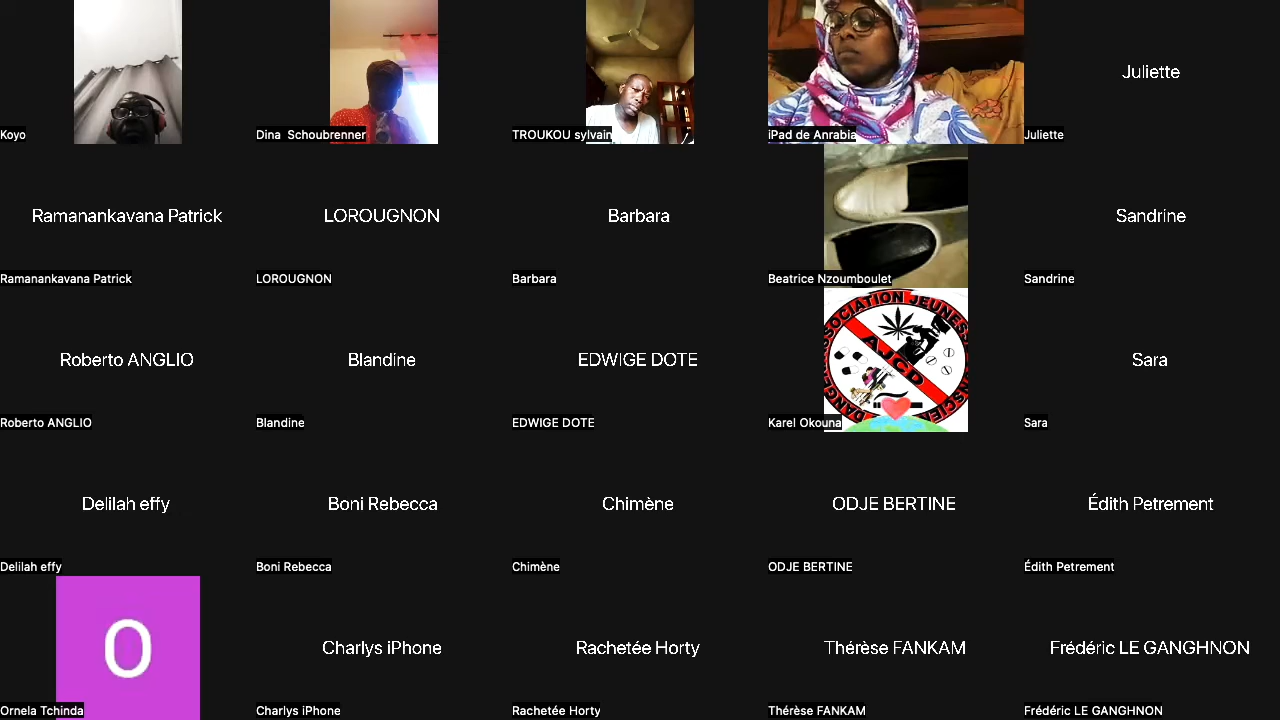 Koyo
Dina Schoubrenner
TROUKOU sylvain
iPad de Anrabia
Juliette
Juliette
Ramanankavana Patrick
LOROUGNON
Barbara
Sandrine
Ramanankavana Patrick
LOROUGNON
Barbara
Beatrice Nzoumboulet
Sandrine
Roberto ANGLIO
Blandine
EDWIGE DOTE
AJCD
Sara
Roberto ANGLIO
Blandine
EDWIGE DOTE
Karel Okouna
Sara
Delilah effy
Boni Rebecca
Chimène
ODJE BERTINE
Édith Petrement
Delilah effy
Boni Rebecca
Chimène
ODJE BERTINE
Édith Petrement
O
Charlys iPhone
Rachetée Horty
Thérèse FANKAM
Frédéric LE GANGHNON
Ornela Tchinda
Charlys iPhone
Rachetée Horty
Thérèse FANKAM
Frédéric LE GANGHNON